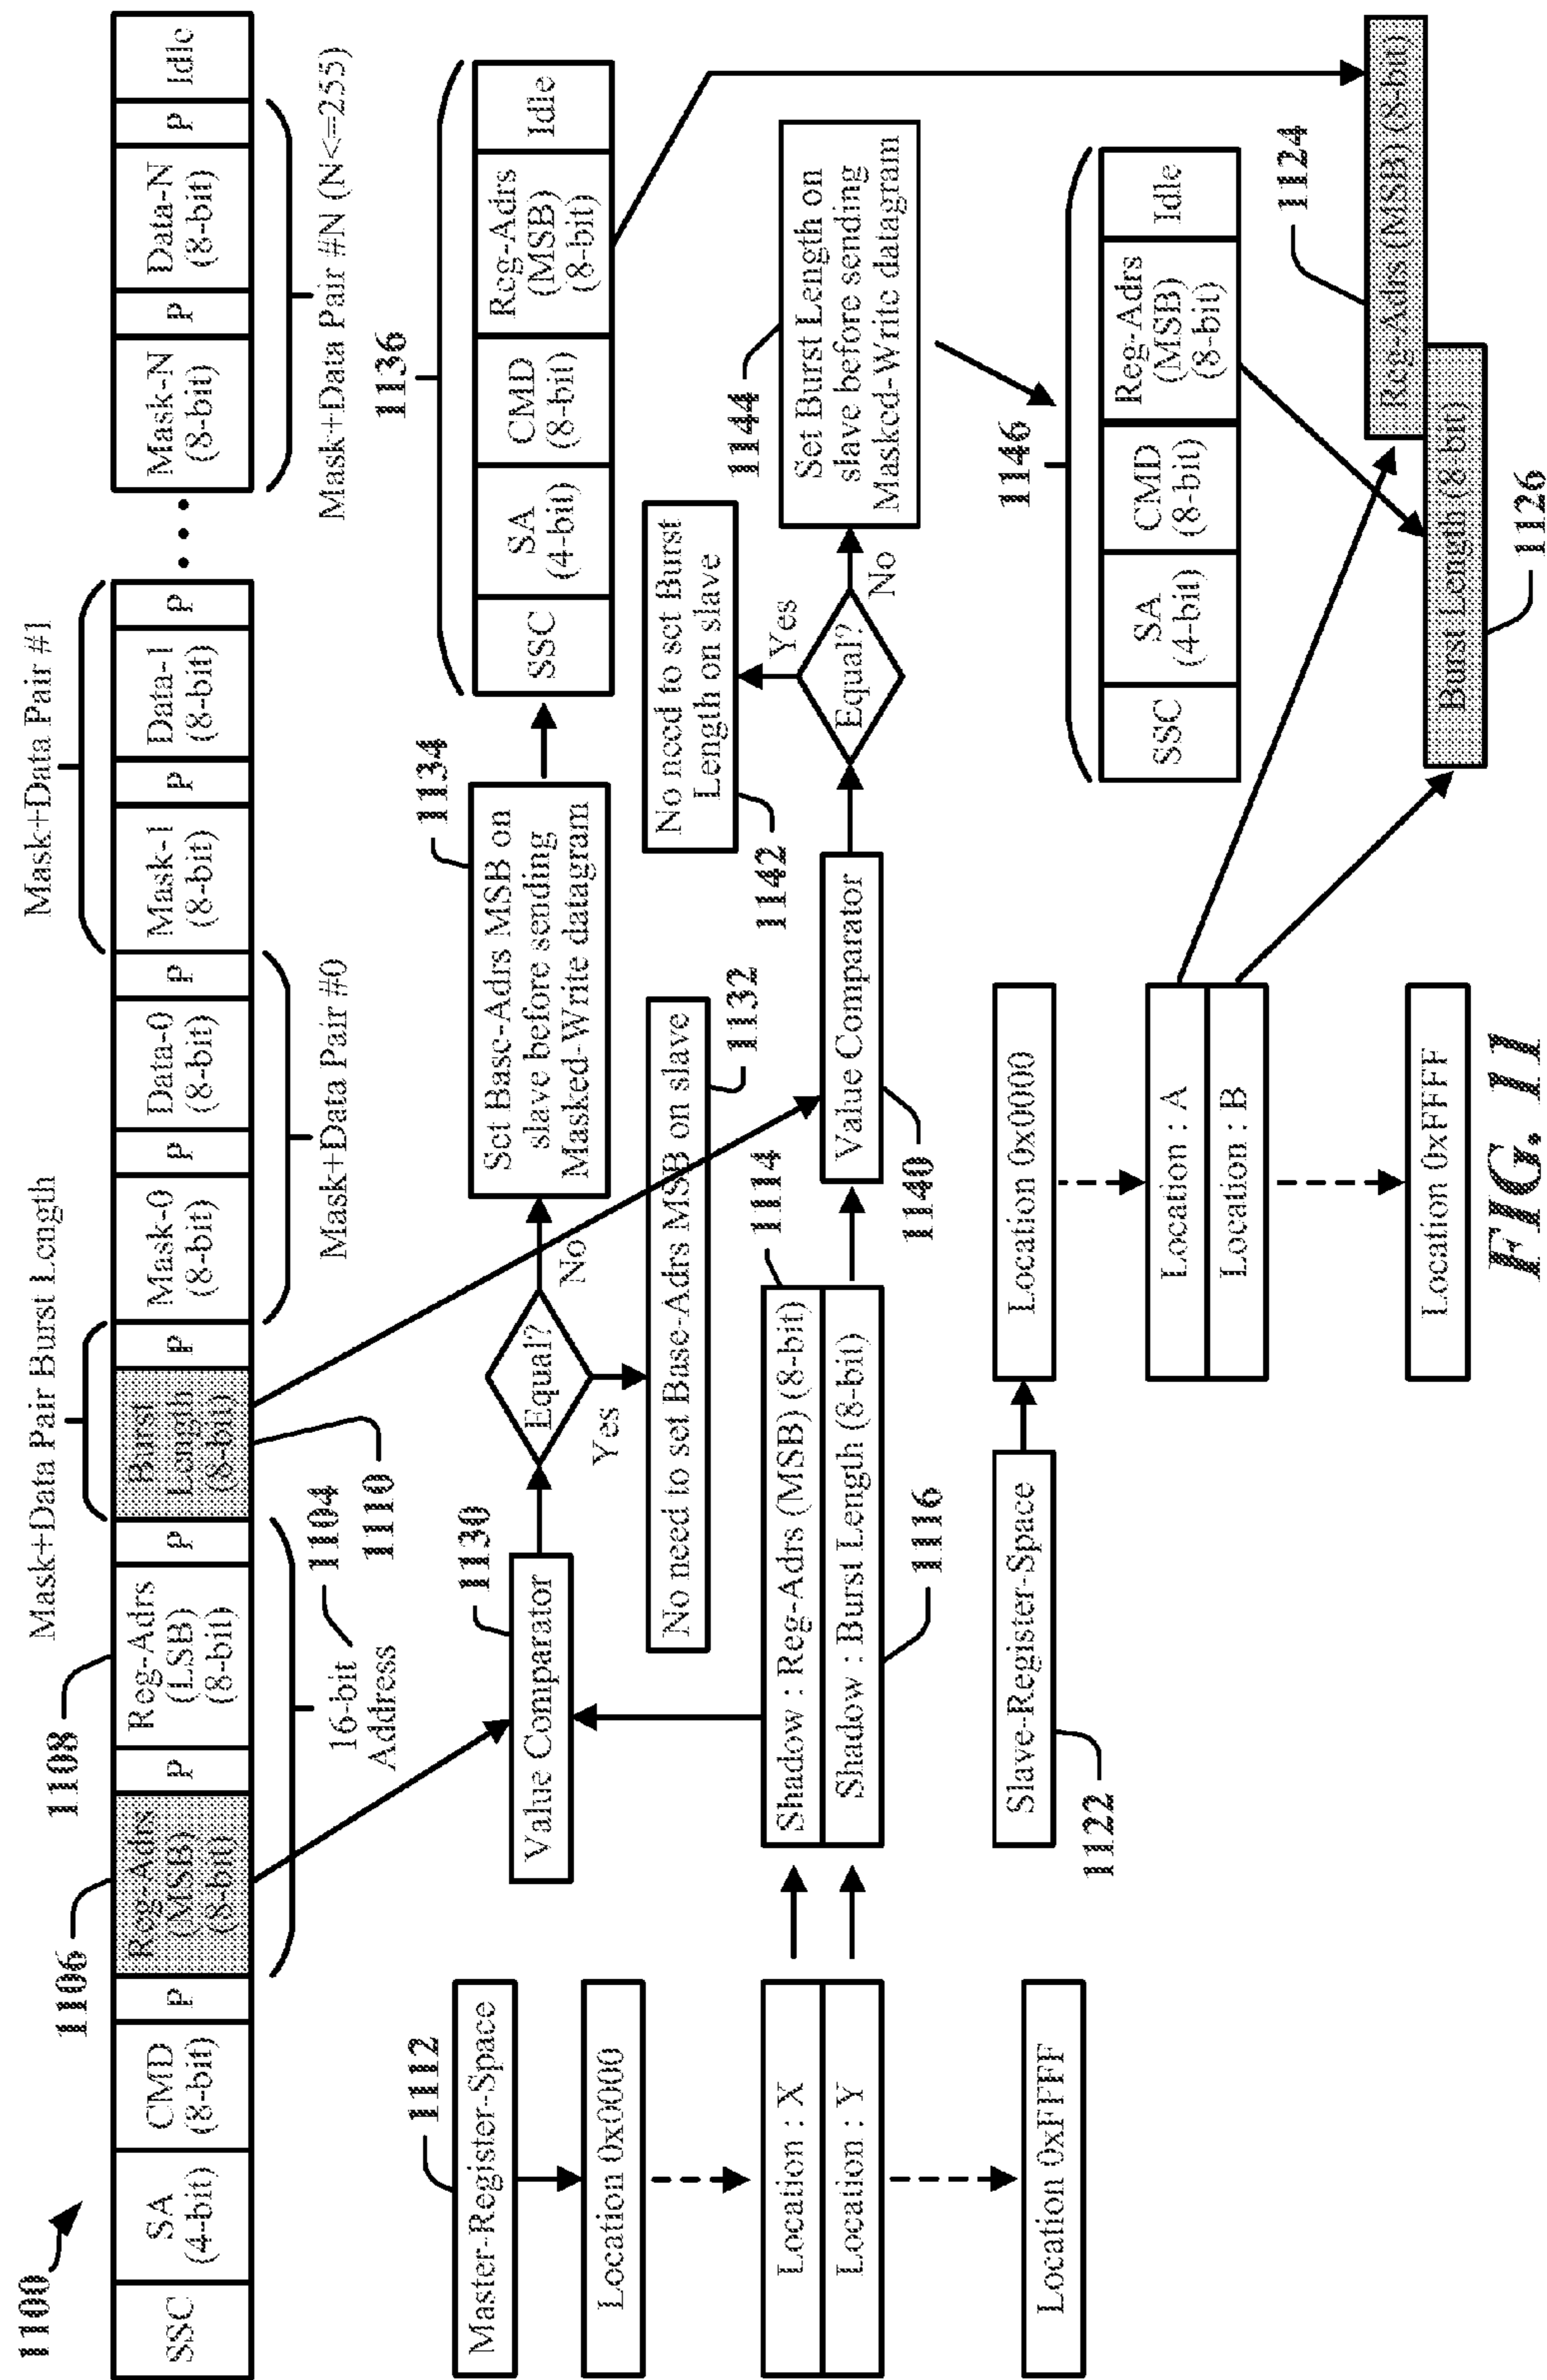 1100
SSC
SA
(4-bit)
CMD
(8-bit)
P
1106
Reg-Adrs
(MSB)
(8-bit)
P
1108
Reg-Adrs
(LSB)
(8-bit)
P
16-bit
Address
1104
Mask+Data Pair Burst Length
Burst
Length
(8-bit)
1110
P
Mask-0
(8-bit)
P
Data-0
(8-bit)
P
Mask+Data Pair #0
Mask+Data Pair #1
Mask-1
(8-bit)
P
Data-1
(8-bit)
P
• • •
Mask-N
(8-bit)
P
Data-N
(8-bit)
P
Idle
Mask+Data Pair #N (N<=255)
1112
Master-Register-Space
Location 0x0000
Location : X
Location : Y
Location 0xFFFF
1130
Value Comparator
Equal?
No
Yes
1134
Set Base-Adrs MSB on
slave before sending
Masked-Write datagram
No need to set Base-Adrs MSB on slave
1132
1136
SSC
SA
(4-bit)
CMD
(8-bit)
Reg-Adrs
(MSB)
(8-bit)
Idle
1114
Shadow : Reg-Adrs (MSB) (8-bit)
Shadow : Burst Length (8-bit)
1116
Value Comparator
1140
Equal?
Yes
No
No need to set Burst
Length on slave
1142
1144
Set Burst Length on
slave before sending
Masked-Write datagram
1146
SSC
SA
(4-bit)
CMD
(8-bit)
Reg-Adrs
(MSB)
(8-bit)
Idle
Slave-Register-Space
1122
Location 0x0000
Location : A
Location : B
Location 0xFFFF
1124
Reg-Adrs (MSB) (8-bit)
Burst Length (8-bit)
1126
FIG. 11